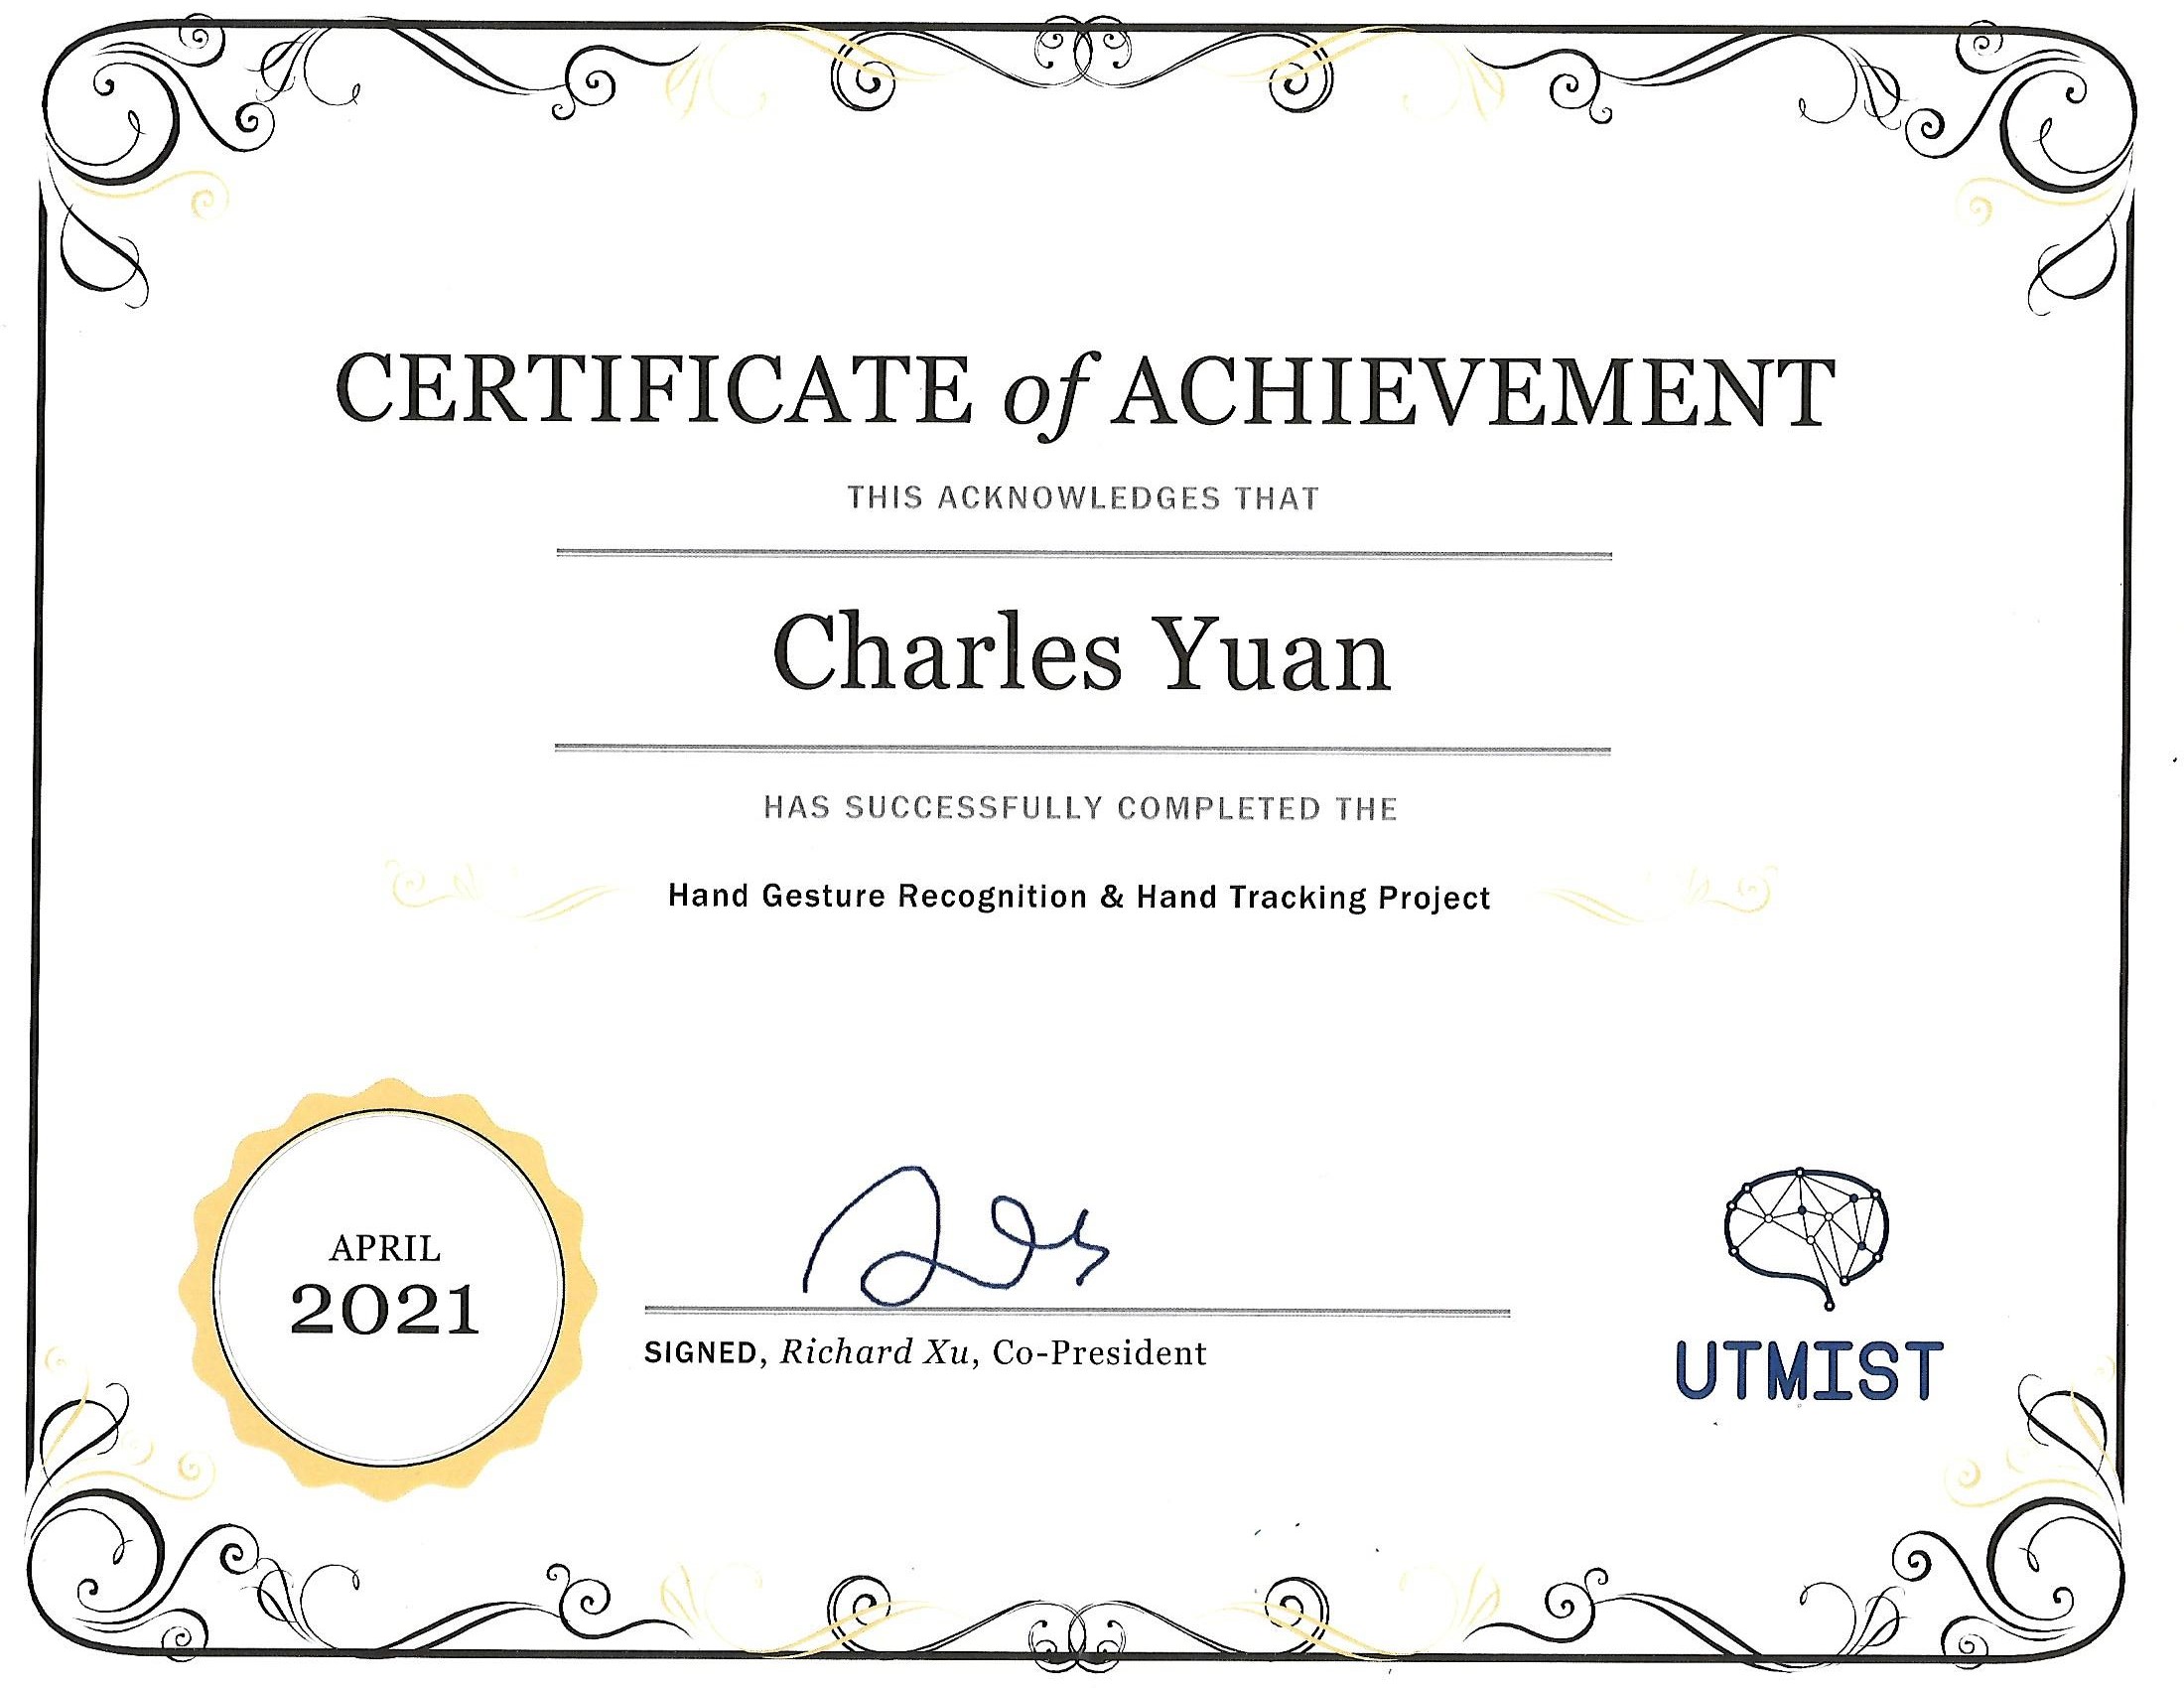 CERTIFICATE of ACHIEVEMENT
THIS ACKNOWLEDGES THAT
Charles Yuan
HAS SUCCESSFULLY COMPLETED THE
Hand Gesture Recognition & Hand Tracking Project
APRIL
2021
SIGNED, Richard Xu, Co-President
UTMIST